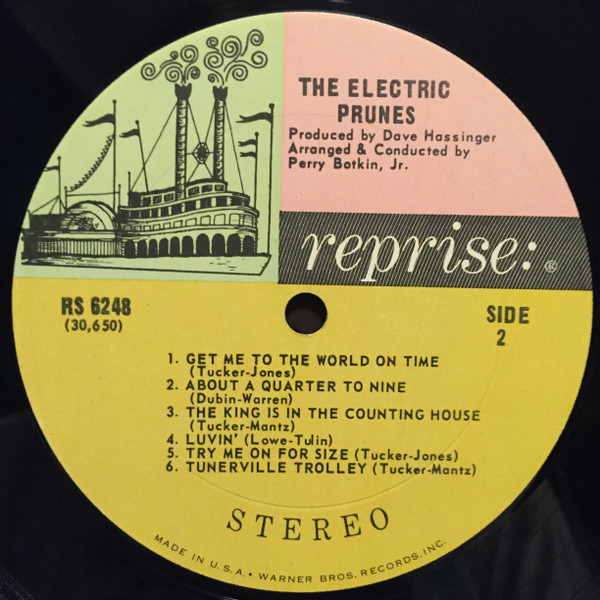 THE ELECTRIC
PRUNES
Produced by Dave Hassinger
Arranged & Conducted by
Perry Botkin, Jr.
reprise:®
RS 6248
(30,650)
SIDE
2
1. GET ME TO THE WORLD ON TIME
(Tucker-Jones)
2. ABOUT A QUARTER TO NINE
(Dubin-Warren)
3. THE KING IS IN THE COUNTING HOUSE
(Tucker-Mantz)
4. LUVIN' (Lowe-Tulin)
5. TRY ME ON FOR SIZE (Tucker-Jones)
6. TUNERVILLE TROLLEY (Tucker-Mantz)
STEREO
MADE IN U.S.A. • WARNER BROS. RECORDS, INC.